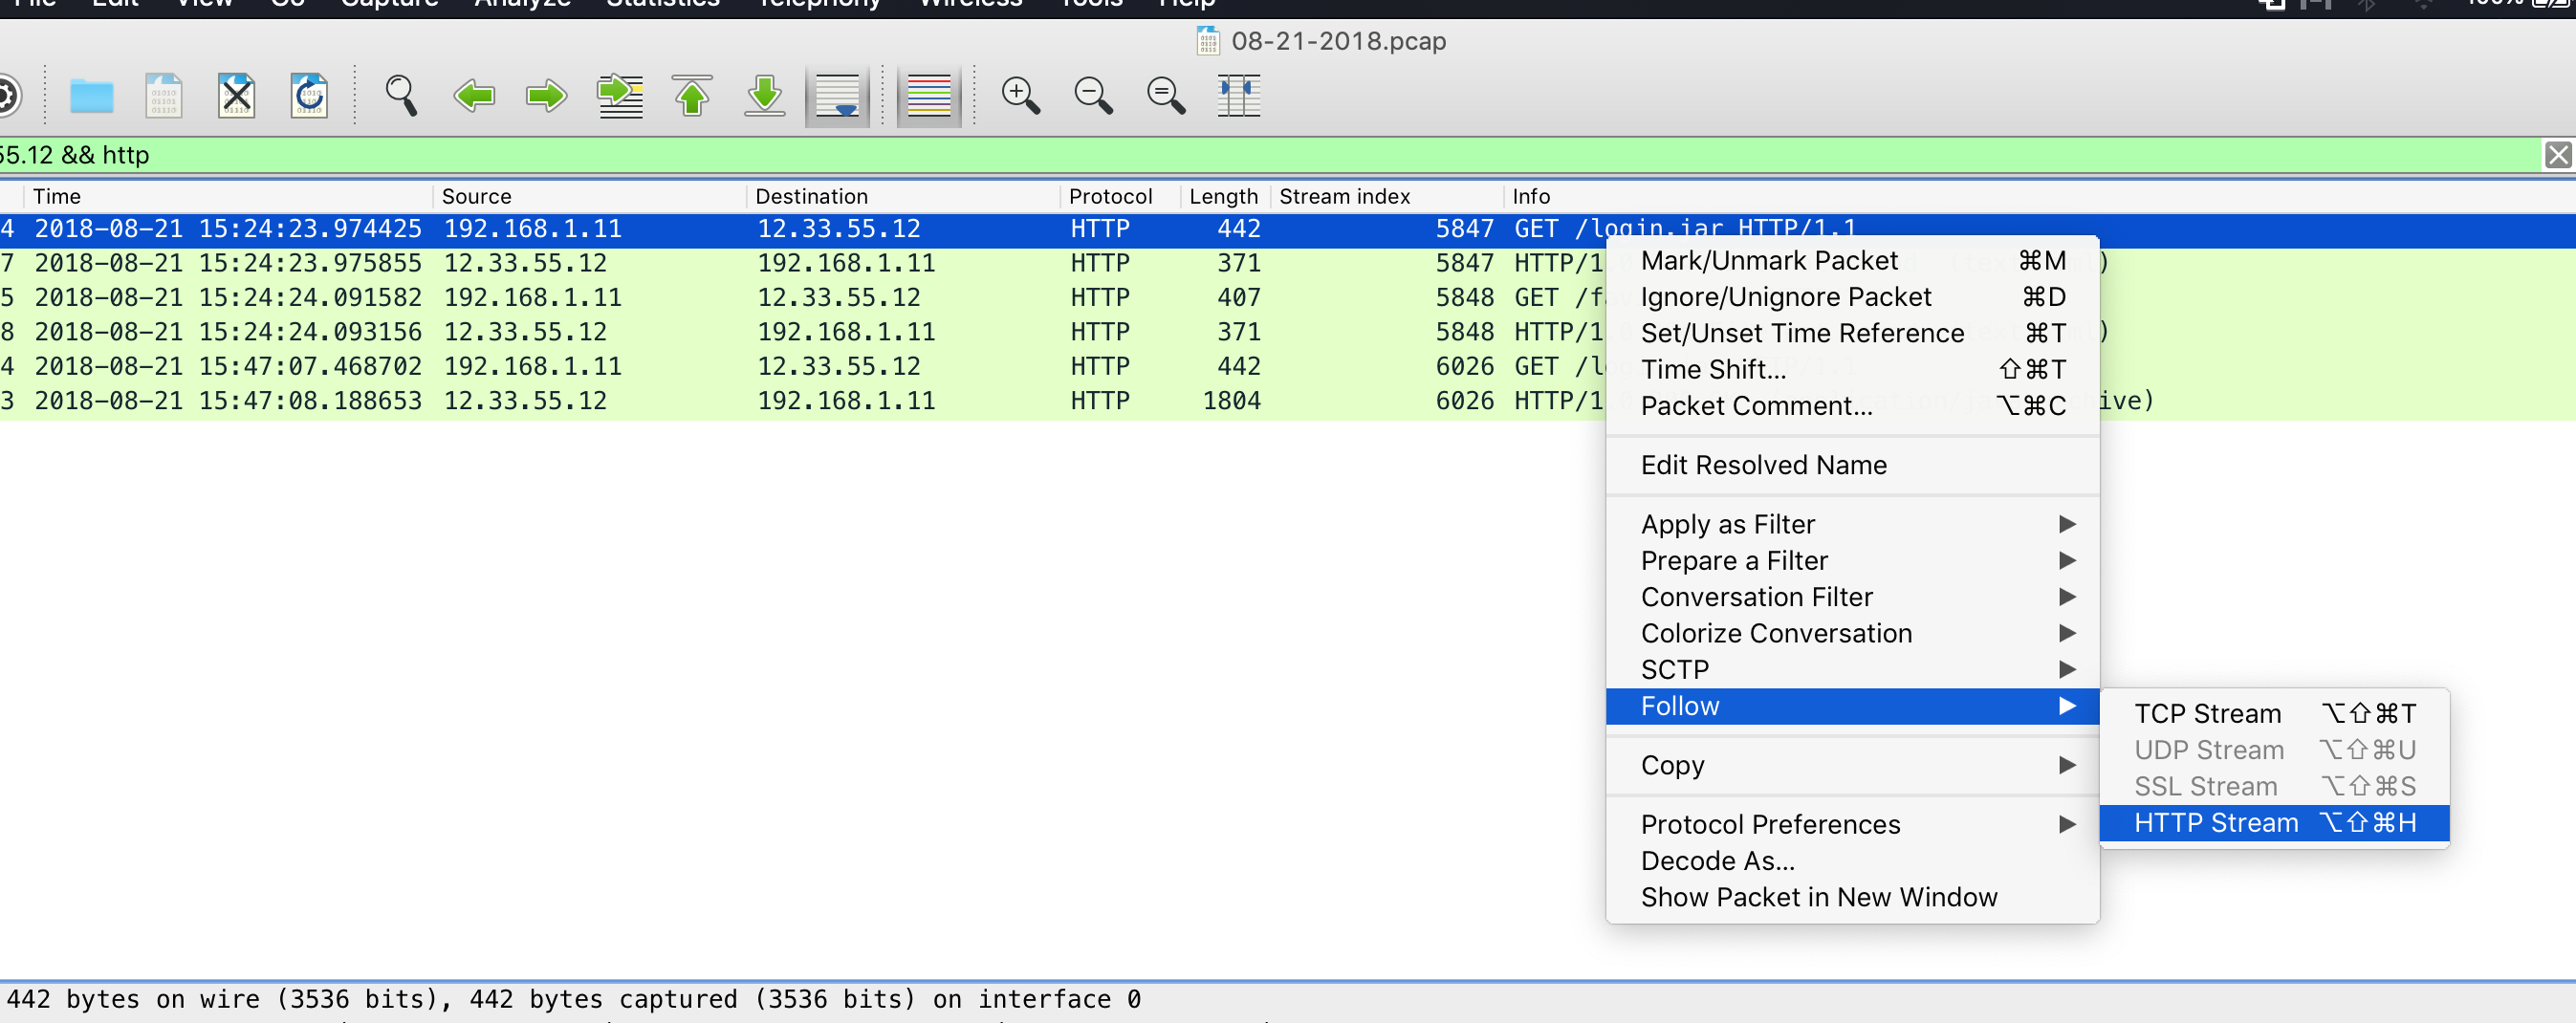 File Edit View Go Capture Analyze Statistics Telephony Wireless Tools Help 100%
08-21-2018.pcap
55.12 && http
Time Source Destination Protocol Length Stream index Info
4 2018-08-21 15:24:23.974425 192.168.1.11 12.33.55.12 HTTP 442 5847 GET /login.jar HTTP/1.1
7 2018-08-21 15:24:23.975855 12.33.55.12 192.168.1.11 HTTP 371 5847 HTTP/1.
5 2018-08-21 15:24:24.091582 192.168.1.11 12.33.55.12 HTTP 407 5848 GET /f
8 2018-08-21 15:24:24.093156 12.33.55.12 192.168.1.11 HTTP 371 5848 HTTP/1.
4 2018-08-21 15:47:07.468702 192.168.1.11 12.33.55.12 HTTP 442 6026 GET /l
3 2018-08-21 15:47:08.188653 12.33.55.12 192.168.1.11 HTTP 1804 6026 HTTP/1. ive)
Mark/Unmark Packet ⌘M
Ignore/Unignore Packet ⌘D
Set/Unset Time Reference ⌘T
Time Shift... ⇧⌘T
Packet Comment... ⌥⌘C
Edit Resolved Name
Apply as Filter ▶
Prepare a Filter ▶
Conversation Filter ▶
Colorize Conversation ▶
SCTP ▶
Follow ▶
TCP Stream ⌥⇧⌘T
UDP Stream ⌥⇧⌘U
SSL Stream ⌥⇧⌘S
HTTP Stream ⌥⇧⌘H
Copy ▶
Protocol Preferences ▶
Decode As...
Show Packet in New Window
442 bytes on wire (3536 bits), 442 bytes captured (3536 bits) on interface 0